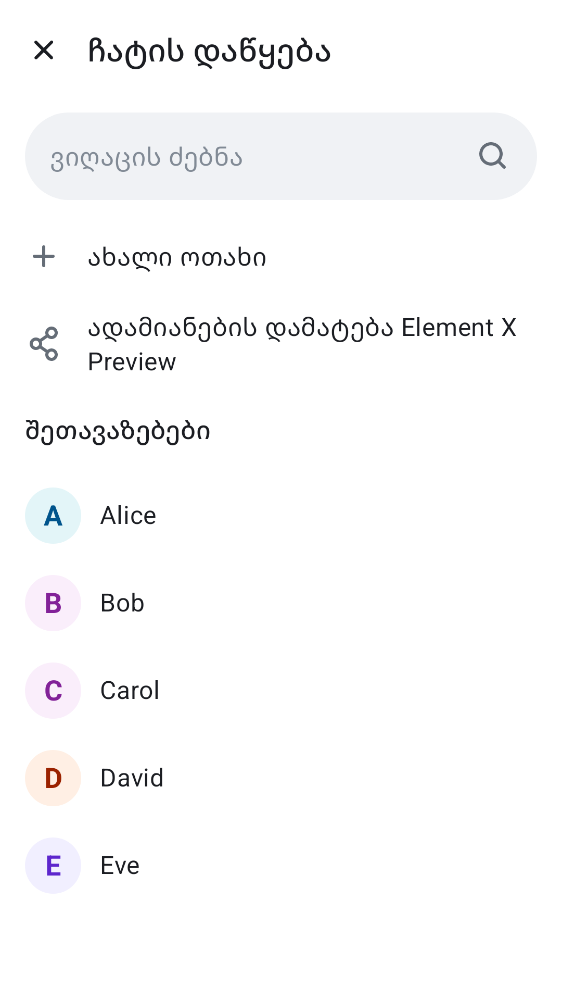 ჩატის დაწყება
ვიღაცის ძებნა
ახალი ოთახი
ადამიანების დამატება Element X
Preview
შეთავაზებები
A Alice
B Bob
C Carol
D David
E Eve